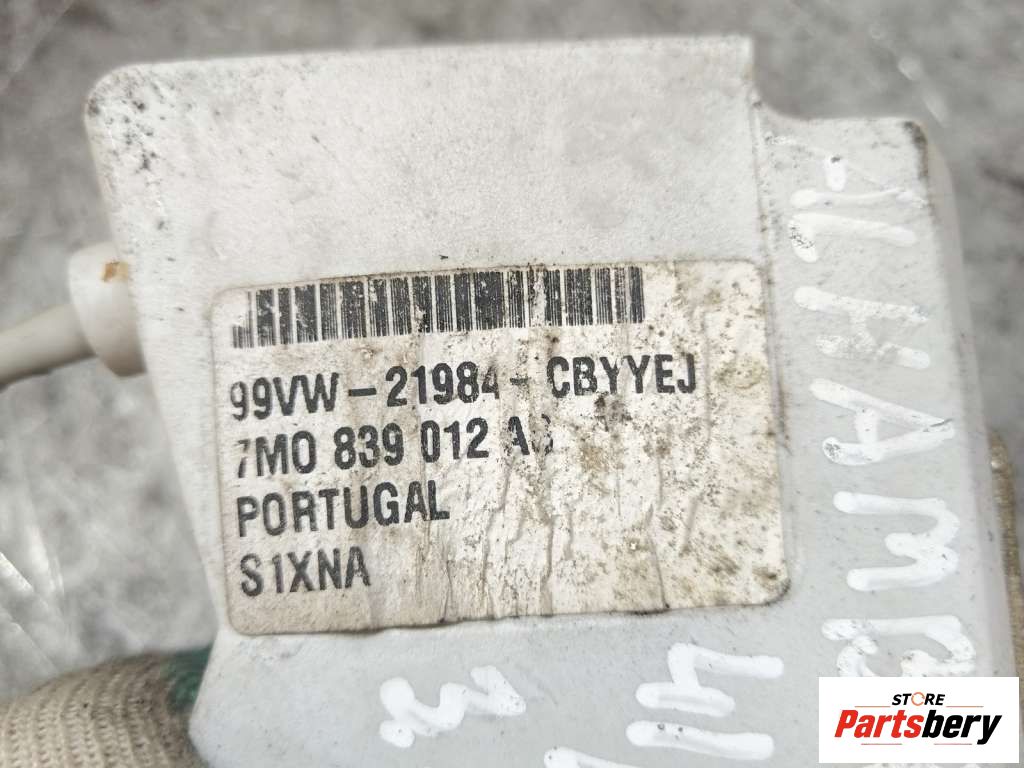 99VW-21984-CBYYEJ
7M0 839 012
PORTUGAL
S1XNA
STORE
Partsbery